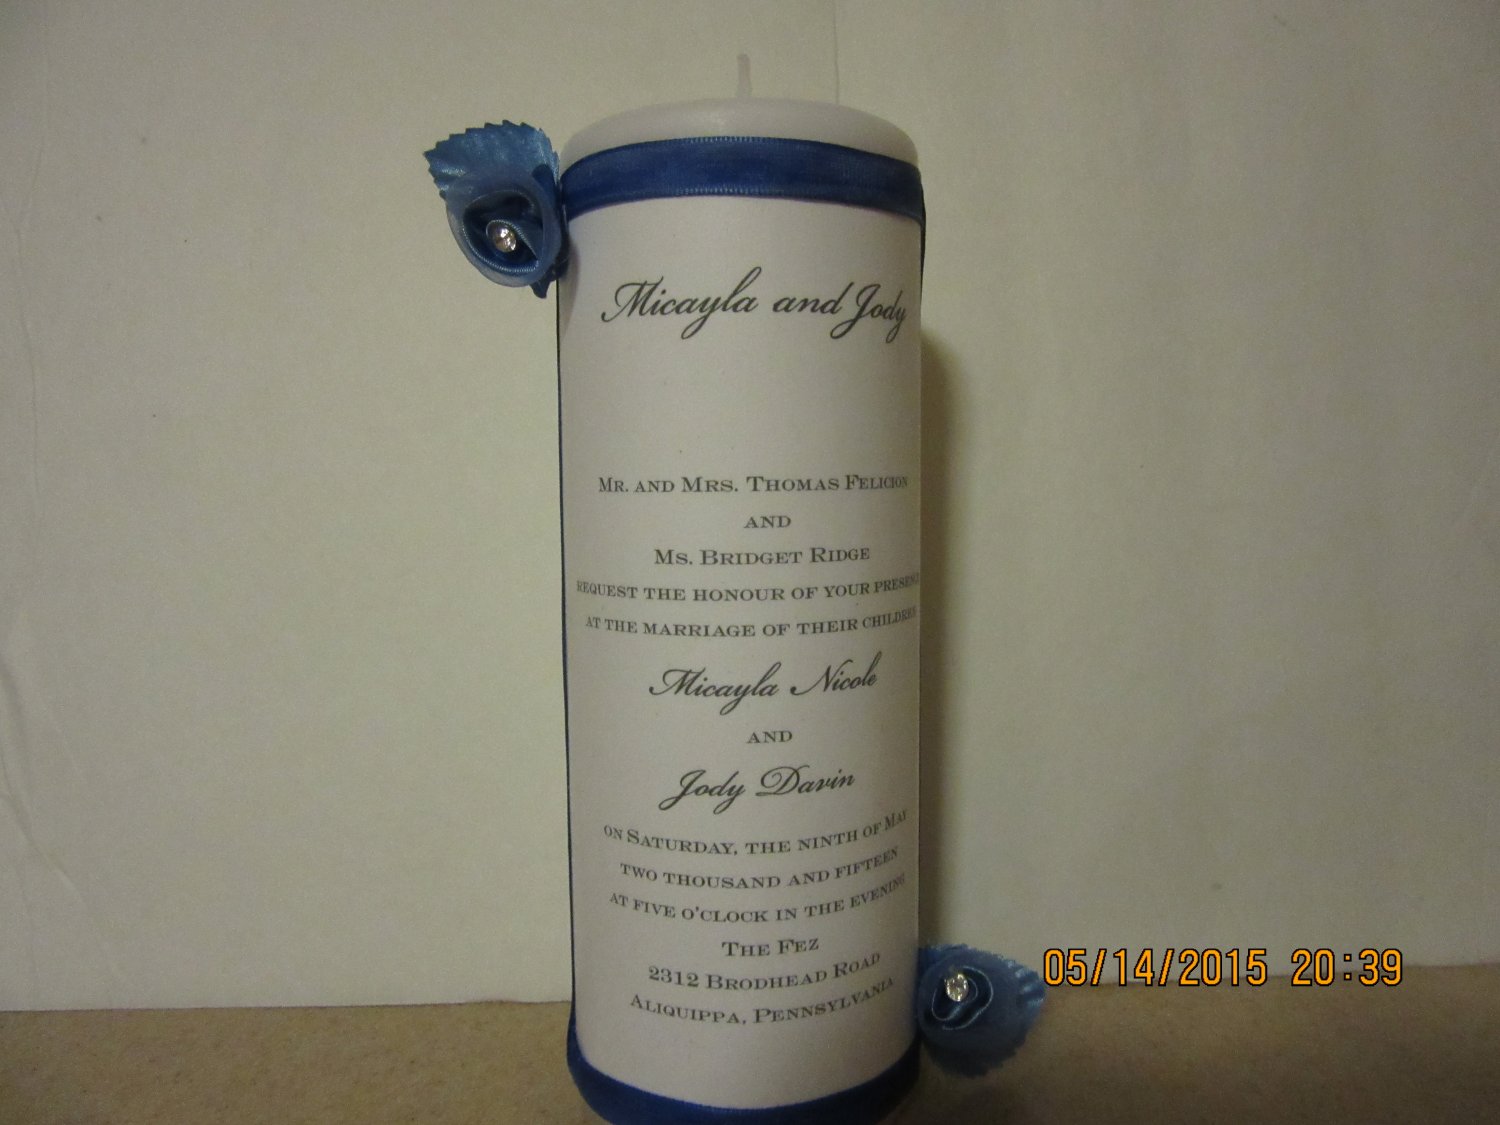 Micayla and Jody
Mr. and Mrs. Thomas Felicion
and
Ms. Bridget Ridge
request the honour of your presence
at the marriage of their children
Micayla Nicole
and
Jody Davin
on Saturday, the ninth of May
two thousand and fifteen
at five o'clock in the evening
The Fez
2312 Brodhead Road
Aliquippa, Pennsylvania
05/14/2015 20:39